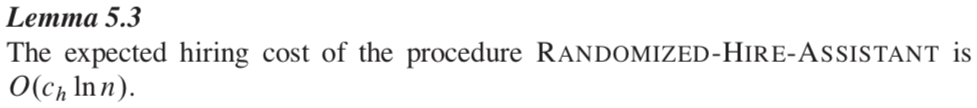 Lemma 5.3
The expected hiring cost of the procedure RANDOMIZED-HIRE-ASSISTANT is
O(c_h ln n).